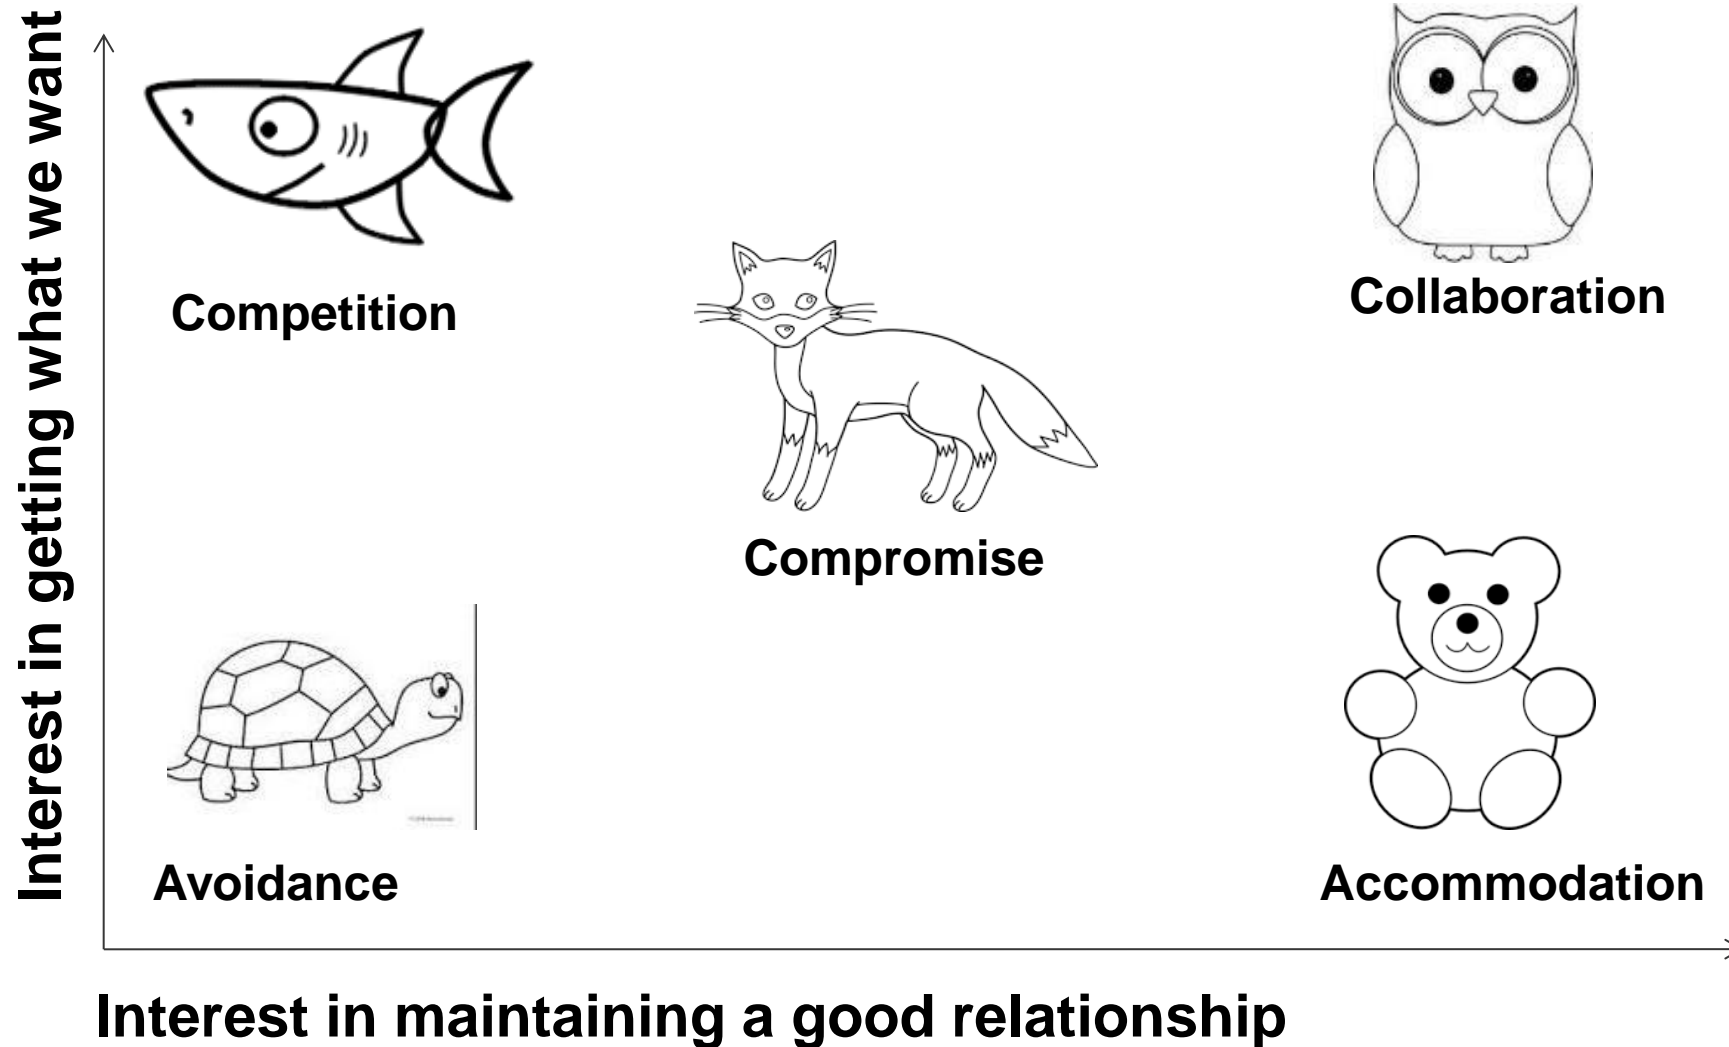 Interest in getting what we want
Competition
Collaboration
Compromise
Avoidance
Accommodation
Interest in maintaining a good relationship